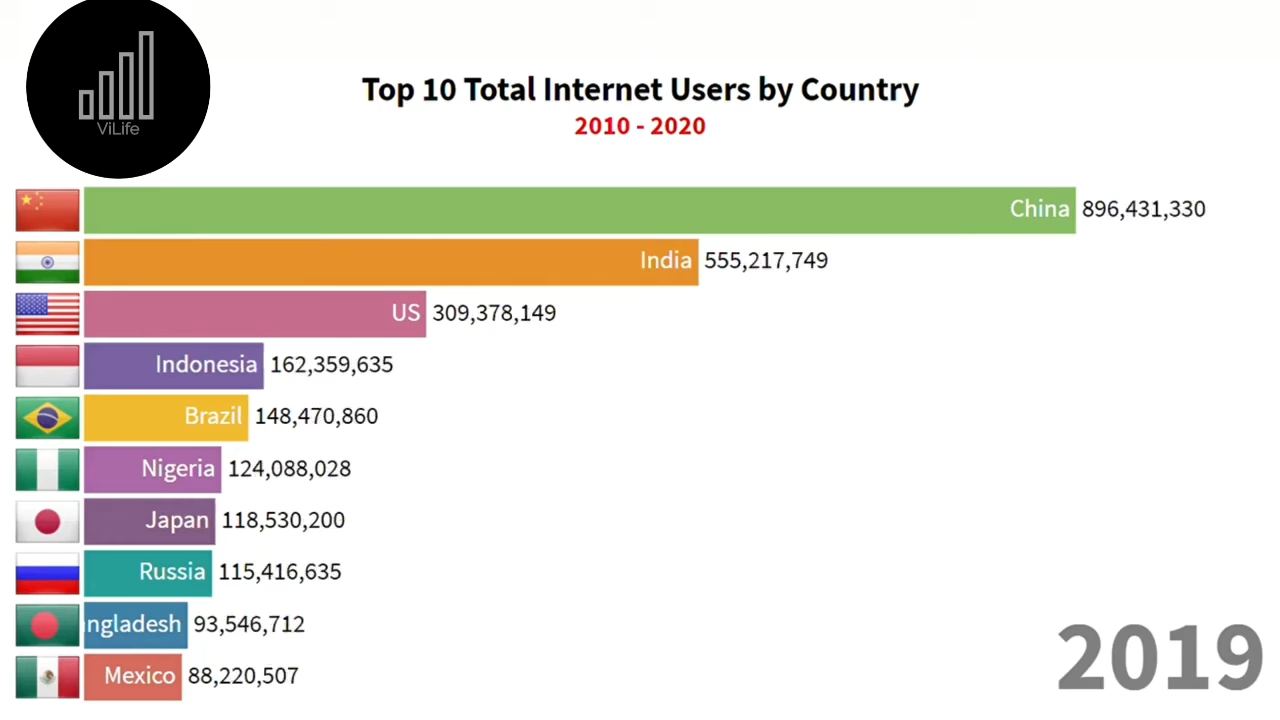 ViLife
Top 10 Total Internet Users by Country
2010 - 2020
China 896,431,330
India 555,217,749
US 309,378,149
Indonesia 162,359,635
Brazil 148,470,860
Nigeria 124,088,028
Japan 118,530,200
Russia 115,416,635
ngladesh 93,546,712
Mexico 88,220,507
2019